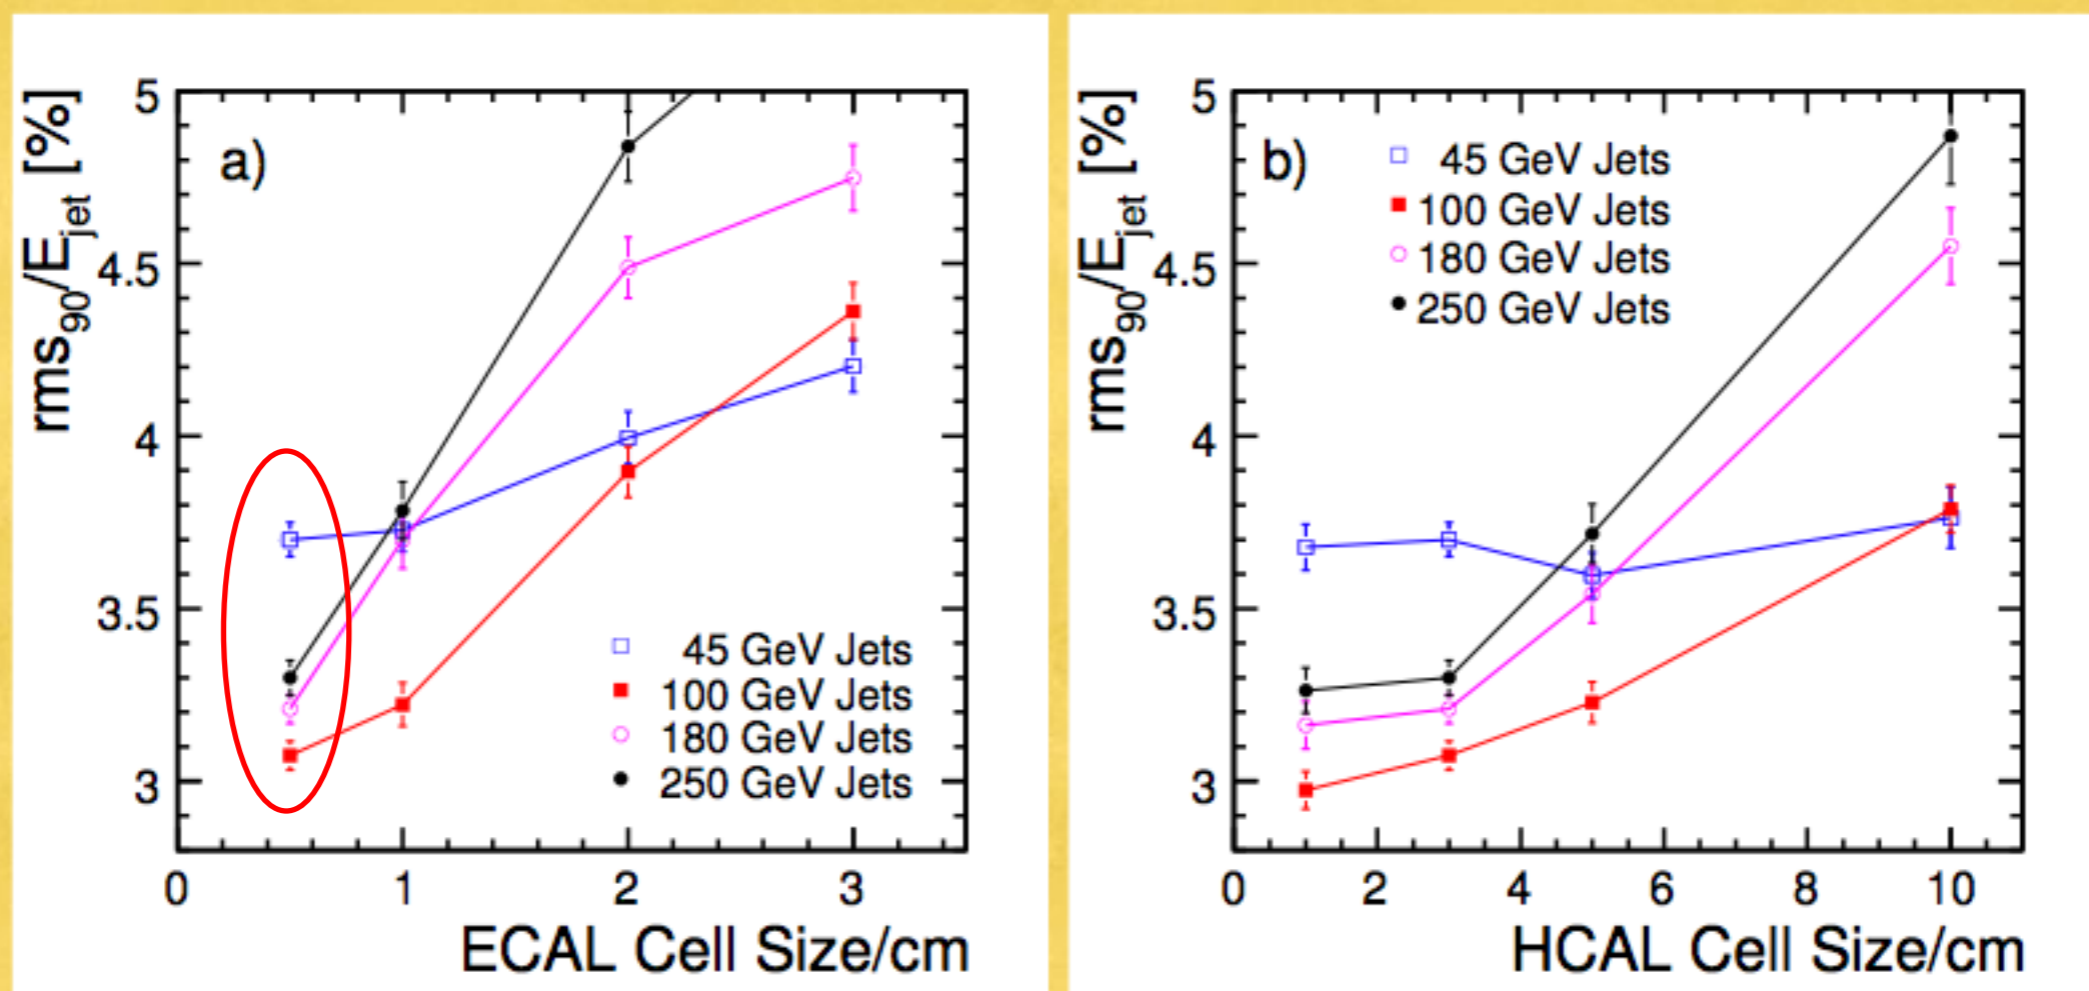 rms90/Ejet [%]
5
4.5
4
3.5
3
a)
45 GeV Jets
100 GeV Jets
180 GeV Jets
250 GeV Jets
0 1 2 3
ECAL Cell Size/cm
rms90/Ejet [%]
5
4.5
4
3.5
3
b)
45 GeV Jets
100 GeV Jets
180 GeV Jets
250 GeV Jets
0 2 4 6 8 10
HCAL Cell Size/cm